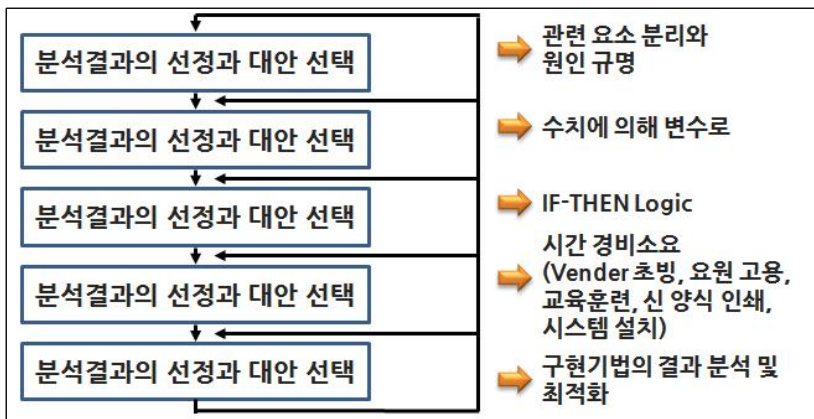 분석결과의 선정과 대안 선택
관련 요소 분리와
원인 규명
분석결과의 선정과 대안 선택
수치에 의해 변수로
분석결과의 선정과 대안 선택
IF-THEN Logic
분석결과의 선정과 대안 선택
시간 경비소요
(Vender 초빙, 요원 고용,
교육훈련, 신 양식 인쇄,
시스템 설치)
분석결과의 선정과 대안 선택
구현기법의 결과 분석 및
최적화